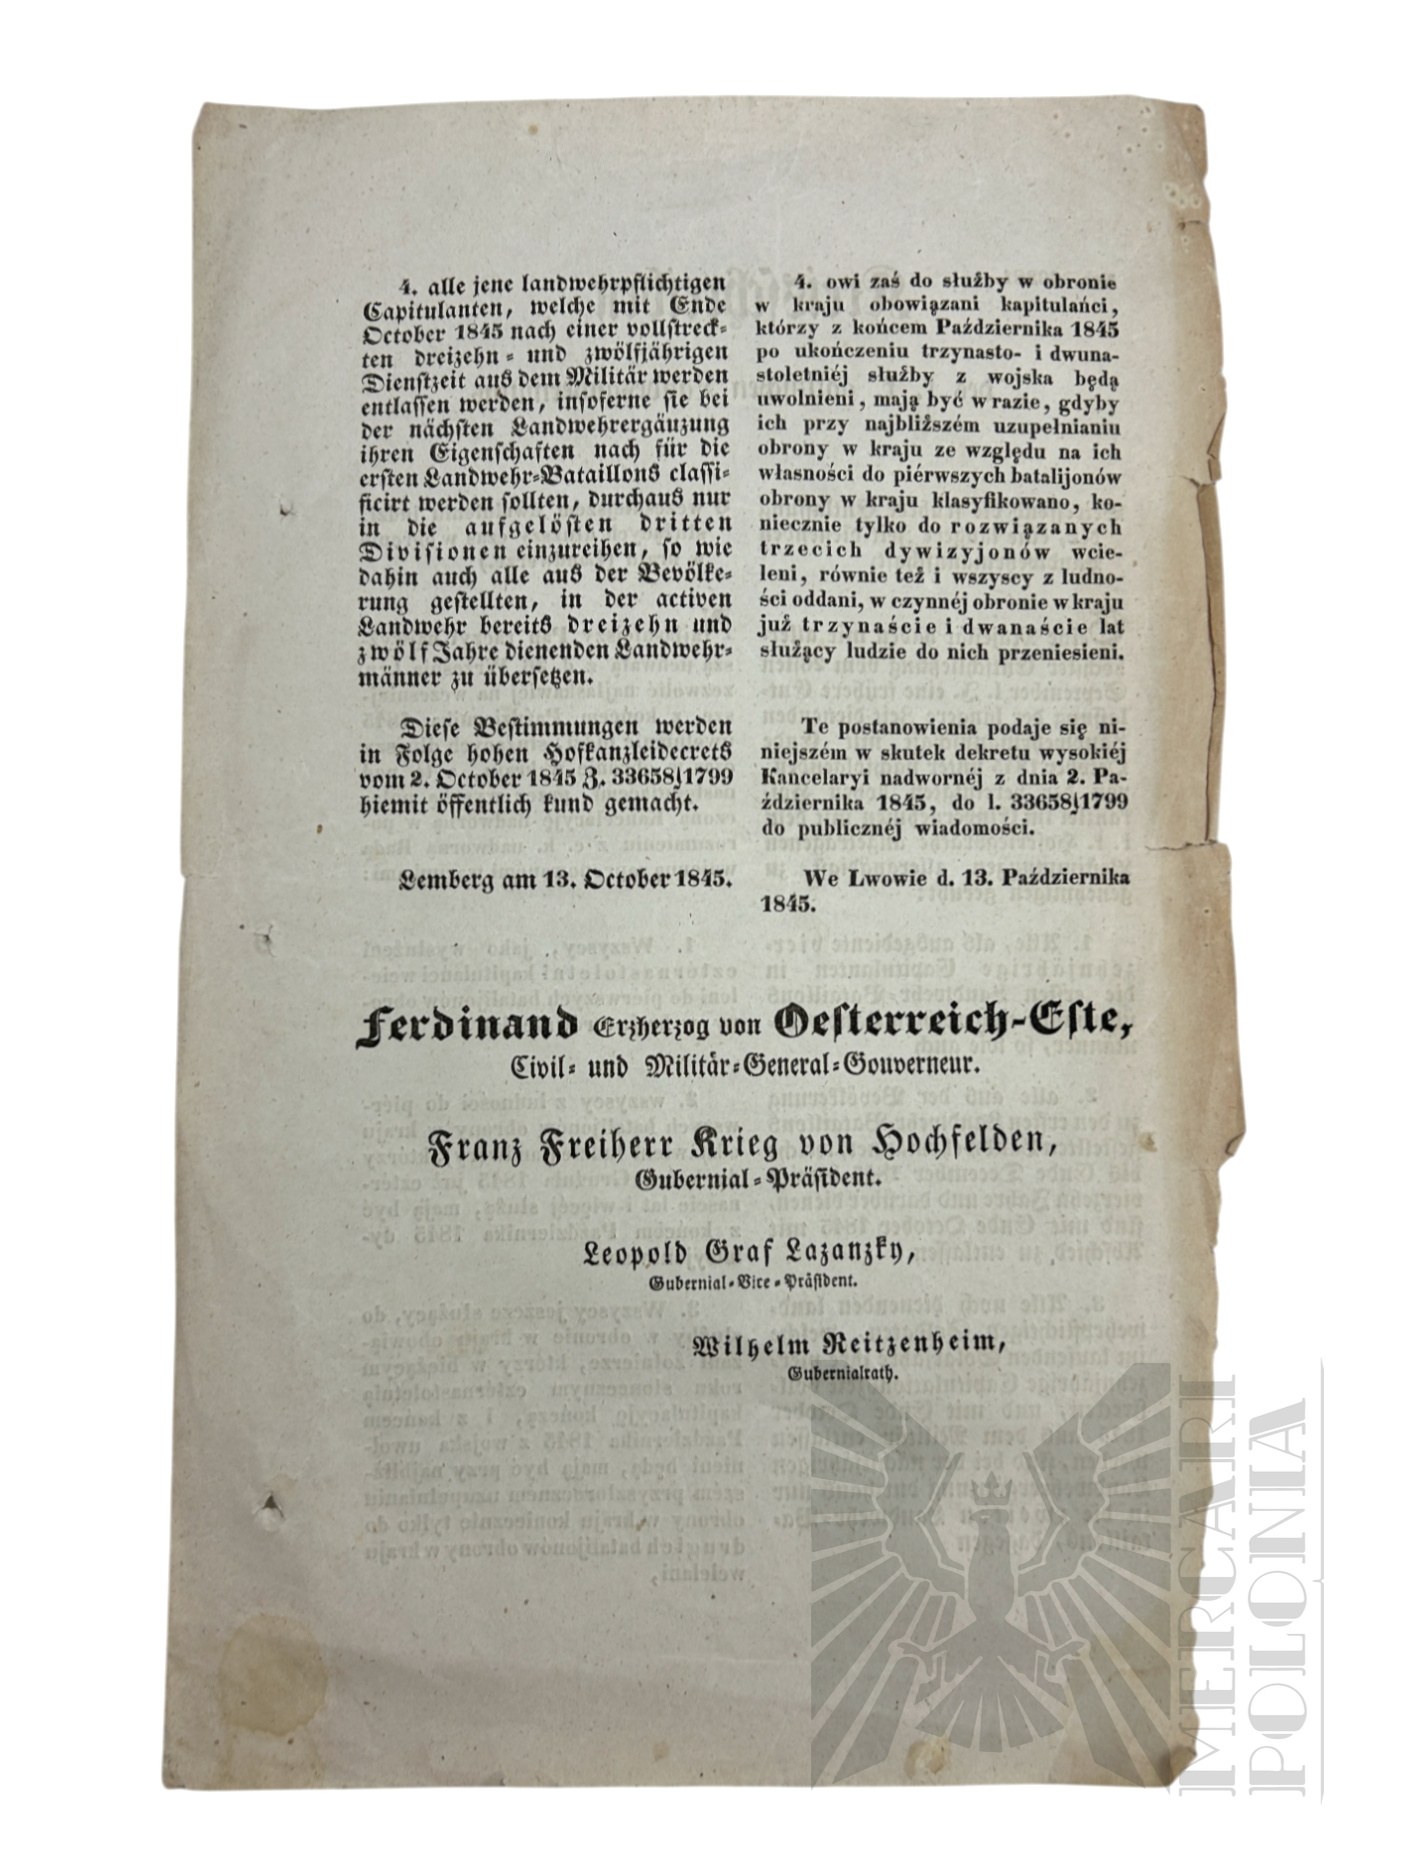 4. alle jene landwehrpflichtigen
Capitulanten, welche mit Ende
October 1845 nach einer vollstreck-
ten dreizehn- und zwölfjährigen
Dienstzeit aus dem Militär werden
entlassen werden, insoferne sie bei
der nächsten Landwehrergänzung
ihren Eigenschaften nach für die
ersten Landwehr-Bataillons classi-
ficirt werden sollten, durchaus nur
in die aufgelösten dritten
Divisionen einzureihen, so wie
dahin auch alle aus der Bevölke-
rung gestellten, in der activen
Landwehr bereits dreizehn und
zwölf Jahre dienenden Landwehr-
männer zu übersetzen.
Diese Bestimmungen werden
in Folge hohen Hofkanzleidecrets
vom 2. October 1845 Z. 33658/1799
hiemit öffentlich kund gemacht.
Lemberg am 13. October 1845.
4. owi zaś do służby w obronie
w kraju obowiązani kapitulańci,
którzy z końcem Października 1845
po ukończeniu trzynasto- i dwuna-
stoletniéj służby z wojska będą
uwolnieni, mają być w razie, gdyby
ich przy najbliższém uzupełnianiu
obrony w kraju ze względu na ich
własności do piérwszych batalijonów
obrony w kraju klasyfikowano, ko-
niecznie tylko do rozwiązanych
trzecich dywizyjonów wcie-
leni, równie też i wszyscy z ludno-
ści oddani, w czynnéj obronie w kraju
już trzynaście i dwanaście lat
służący ludzie do nich przeniesieni.
Te postanowienia podaje się ni-
niejszém w skutek dekretu wysokiéj
Kancelaryi nadwornéj z dnia 2. Pa-
ździernika 1845, do l. 33658/1799
do publicznéj wiadomości.
We Lwowie d. 13. Października
1845.
Ferdinand Erzherzog von Oesterreich-Este,
Civil- und Militär-General-Gouverneur.
Franz Freiherr Krieg von Hochfelden,
Gubernial-Präsident.
Leopold Graf Lazanzky,
Gubernial-Vice-Präsident.
Wilhelm Reitzenheim,
Gubernialrath.
MERCARI
POLONIA